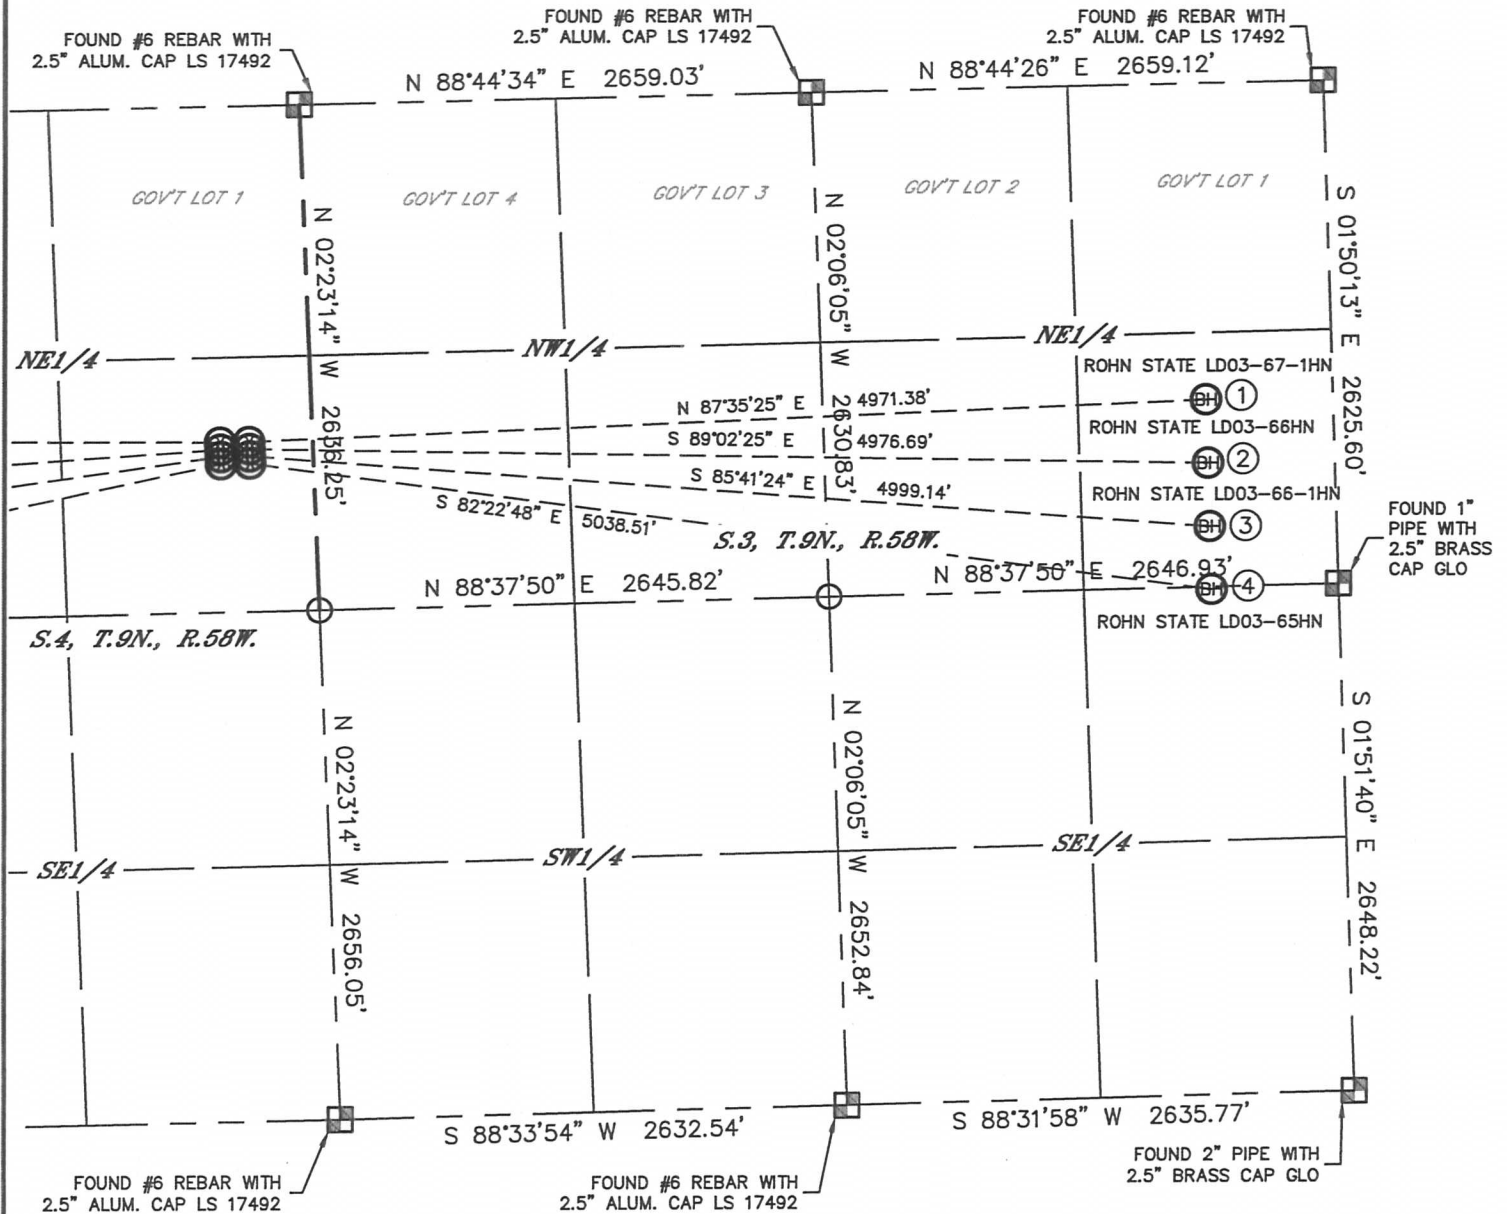 FOUND #6 REBAR WITH
2.5" ALUM. CAP LS 17492
FOUND #6 REBAR WITH
2.5" ALUM. CAP LS 17492
FOUND #6 REBAR WITH
2.5" ALUM. CAP LS 17492
N 88°44'34" E 2659.03'
N 88°44'26" E 2659.12'
GOV'T LOT 1
GOV'T LOT 4
GOV'T LOT 3
GOV'T LOT 2
GOV'T LOT 1
N 02°23'14" W 2636.25'
N 02°06'05" W 2630.83'
S 01°50'13" E 2625.60'
NE1/4
NW1/4
NE1/4
ROHN STATE LD03-67-1HN
N 87°35'25" E 4971.38'
BH 1
ROHN STATE LD03-66HN
S 89°02'25" E 4976.69'
BH 2
ROHN STATE LD03-66-1HN
S 85°41'24" E 4999.14'
BH 3
S 82°22'48" E 5038.51'
S.3, T.9N., R.58W.
FOUND 1"
PIPE WITH
2.5" BRASS
CAP GLO
N 88°37'50" E 2645.82'
N 88°37'50" E 2646.93'
BH 4
ROHN STATE LD03-65HN
S.4, T.9N., R.58W.
N 02°23'14" W 2656.05'
N 02°06'05" W 2652.84'
S 01°51'40" E 2648.22'
SE1/4
SW1/4
SE1/4
S 88°33'54" W 2632.54'
S 88°31'58" W 2635.77'
FOUND #6 REBAR WITH
2.5" ALUM. CAP LS 17492
FOUND #6 REBAR WITH
2.5" ALUM. CAP LS 17492
FOUND 2" PIPE WITH
2.5" BRASS CAP GLO